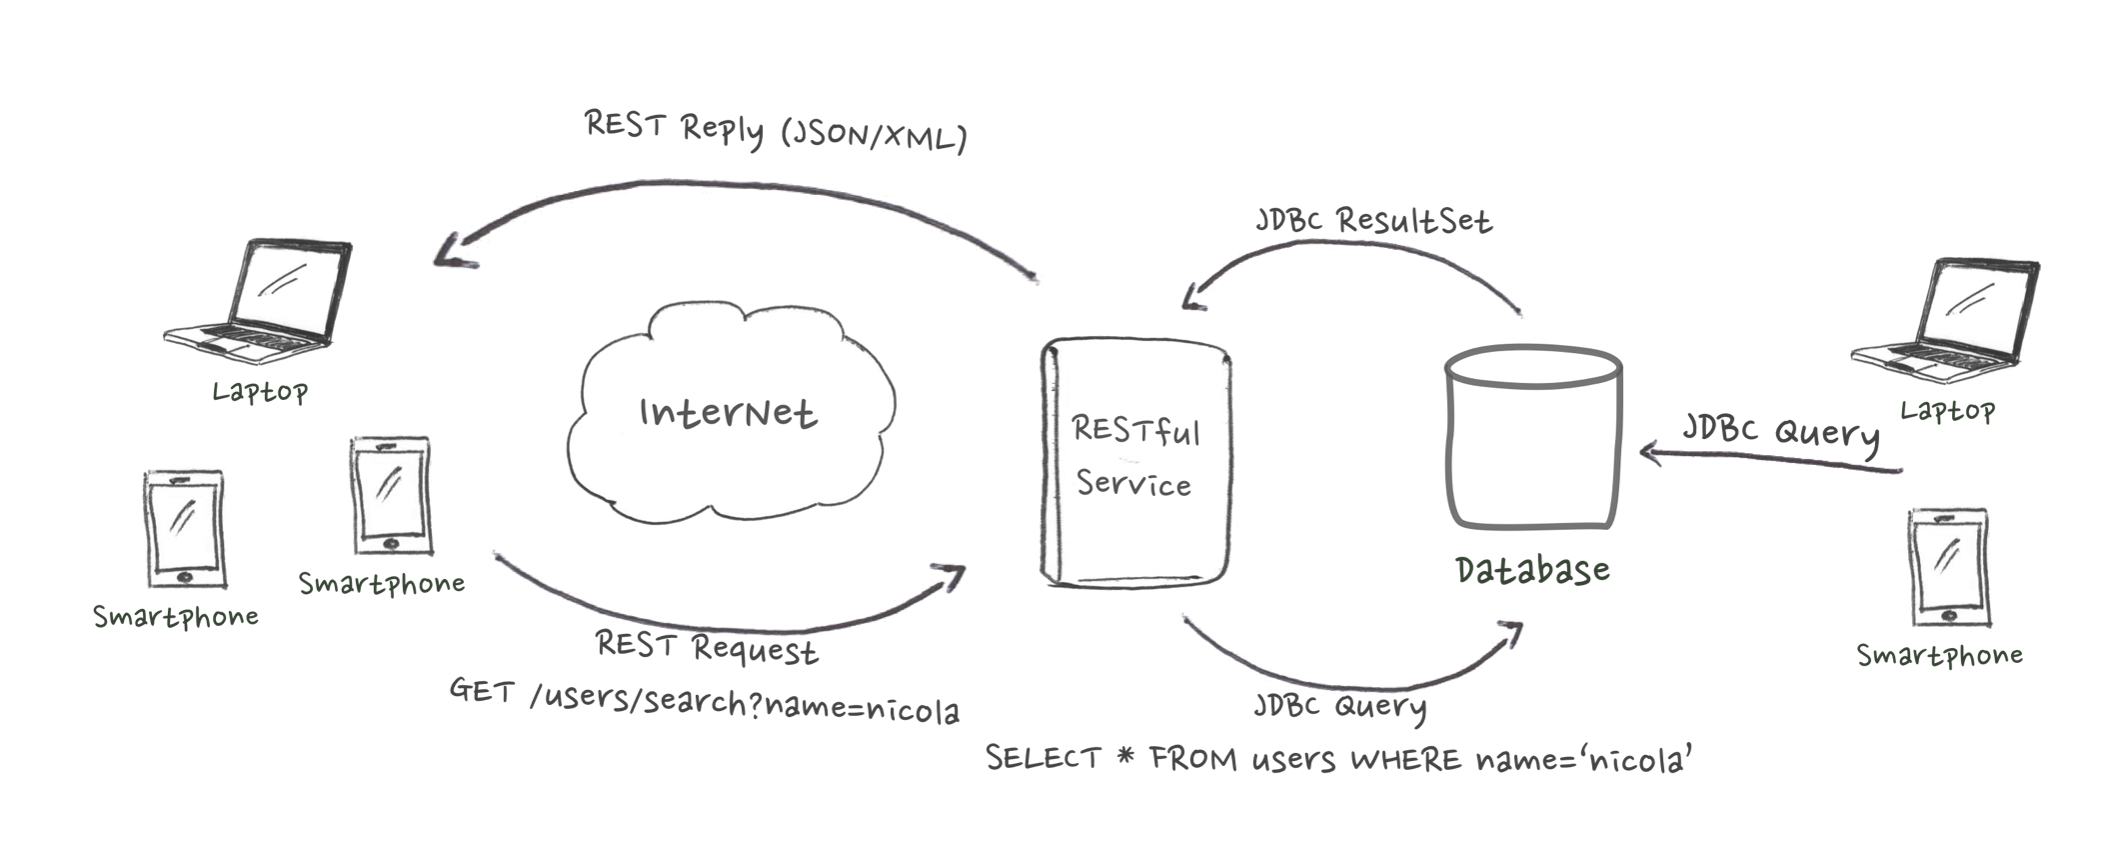 REST Reply (JSON/XML)
JDBC ResultSet
Laptop
InterNet
RESTful
Service
JDBC Query
Laptop
Smartphone
Smartphone
Database
Smartphone
REST Request
GET /users/search?name=nicola
JDBC Query
SELECT * FROM users WHERE name='nicola'